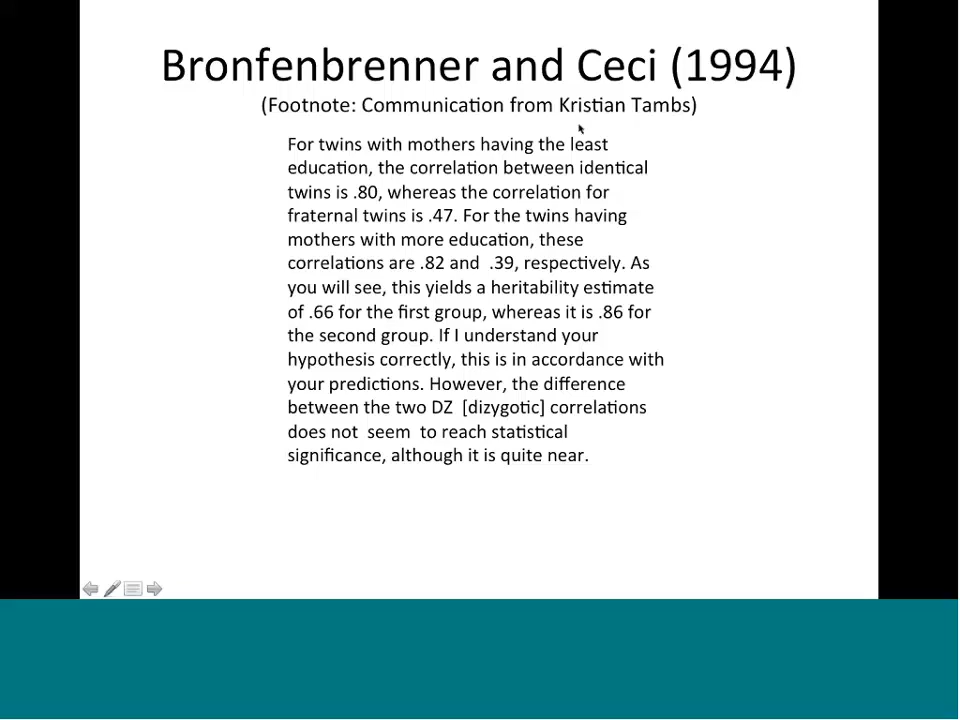 Bronfenbrenner and Ceci (1994)
(Footnote: Communication from Kristian Tambs)
For twins with mothers having the least
education, the correlation between identical
twins is .80, whereas the correlation for
fraternal twins is .47. For the twins having
mothers with more education, these
correlations are .82 and .39, respectively. As
you will see, this yields a heritability estimate
of .66 for the first group, whereas it is .86 for
the second group. If I understand your
hypothesis correctly, this is in accordance with
your predictions. However, the difference
between the two DZ [dizygotic] correlations
does not seem to reach statistical
significance, although it is quite near.